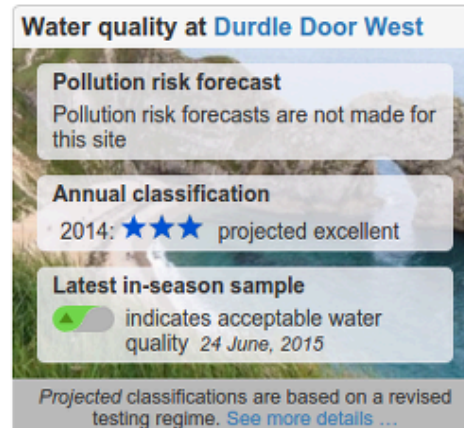 Water quality at Durdle Door West
Pollution risk forecast
Pollution risk forecasts are not made for
this site
Annual classification
2014: ★★★ projected excellent
Latest in-season sample
indicates acceptable water
quality 24 June, 2015
Projected classifications are based on a revised
testing regime. See more details ...